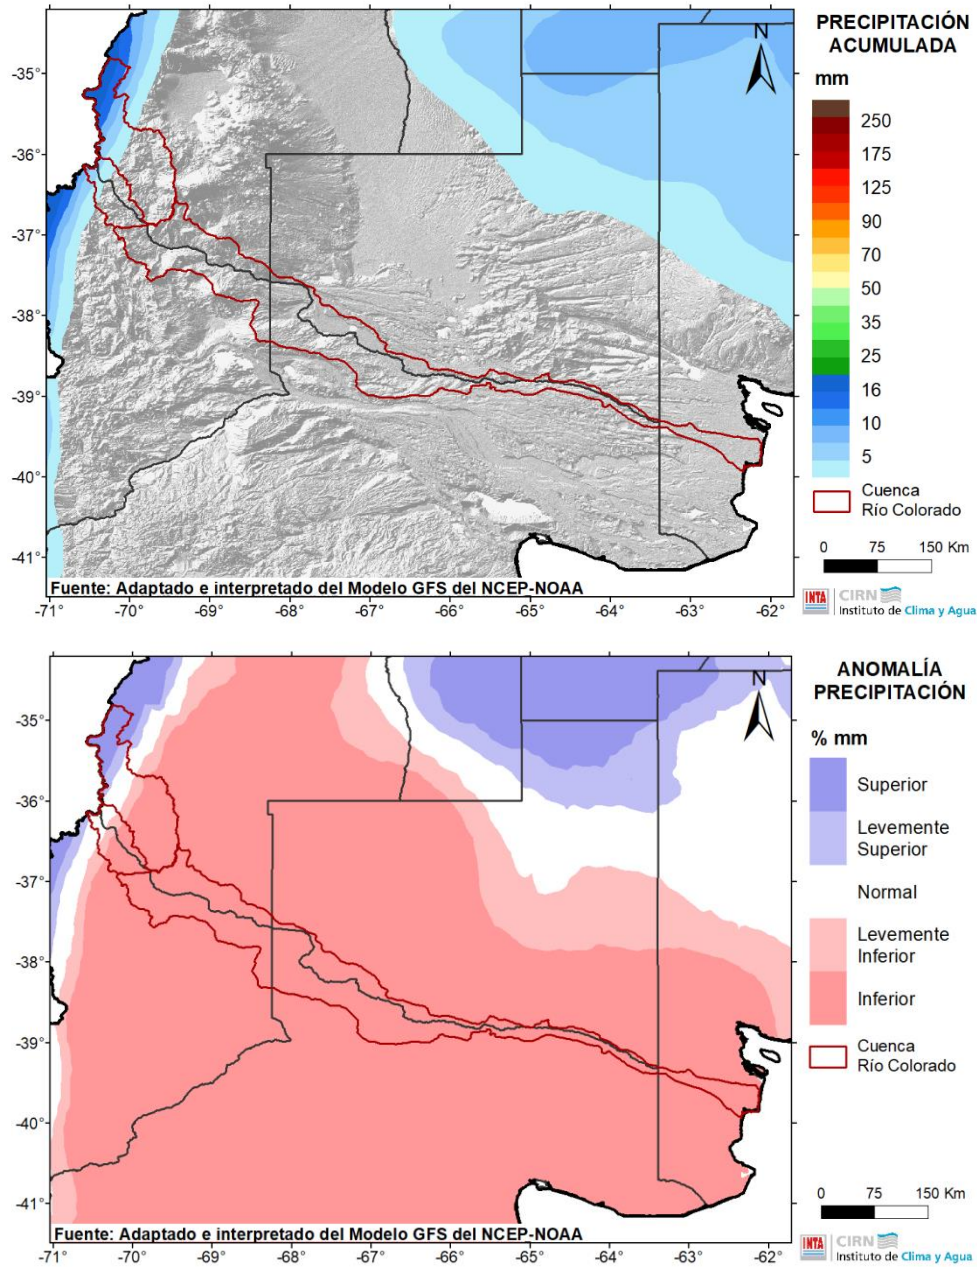 PRECIPITACIÓN
ACUMULADA
mm
250
175
125
90
70
50
35
25
16
10
5
Cuenca
Río Colorado
0 75 150 Km
INTA CIRN
Instituto de Clima y Agua
N
-35°
-36°
-37°
-38°
-39°
-40°
-41°
Fuente: Adaptado e interpretado del Modelo GFS del NCEP-NOAA
-71° -70° -69° -68° -67° -66° -65° -64° -63° -62°
ANOMALÍA
PRECIPITACIÓN
% mm
Superior
Levemente
Superior
Normal
Levemente
Inferior
Inferior
Cuenca
Río Colorado
0 75 150 Km
INTA CIRN
Instituto de Clima y Agua
N
-35°
-36°
-37°
-38°
-39°
-40°
-41°
Fuente: Adaptado e interpretado del Modelo GFS del NCEP-NOAA
-71° -70° -69° -68° -67° -66° -65° -64° -63° -62°